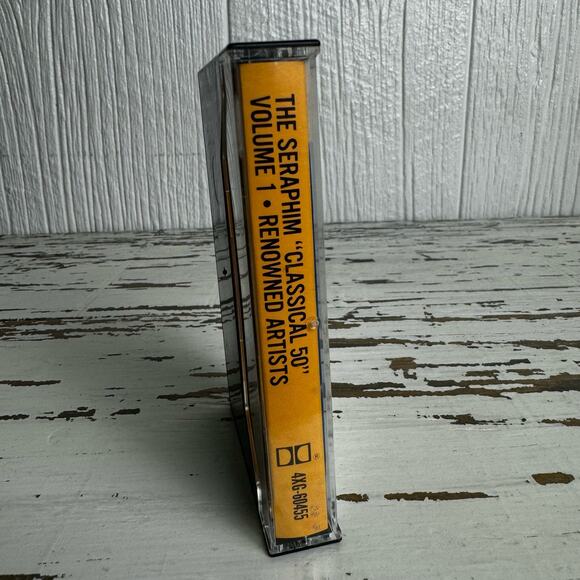 THE SERAPHIM "CLASSICAL 50"
VOLUME 1 • RENOWNED ARTISTS
®
4XG-60455